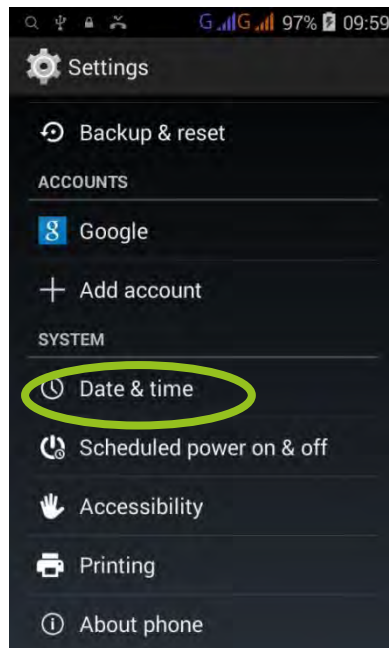 G G 97% 09:59
Settings
Backup & reset
ACCOUNTS
8 Google
Add account
SYSTEM
Date & time
Scheduled power on & off
Accessibility
Printing
About phone